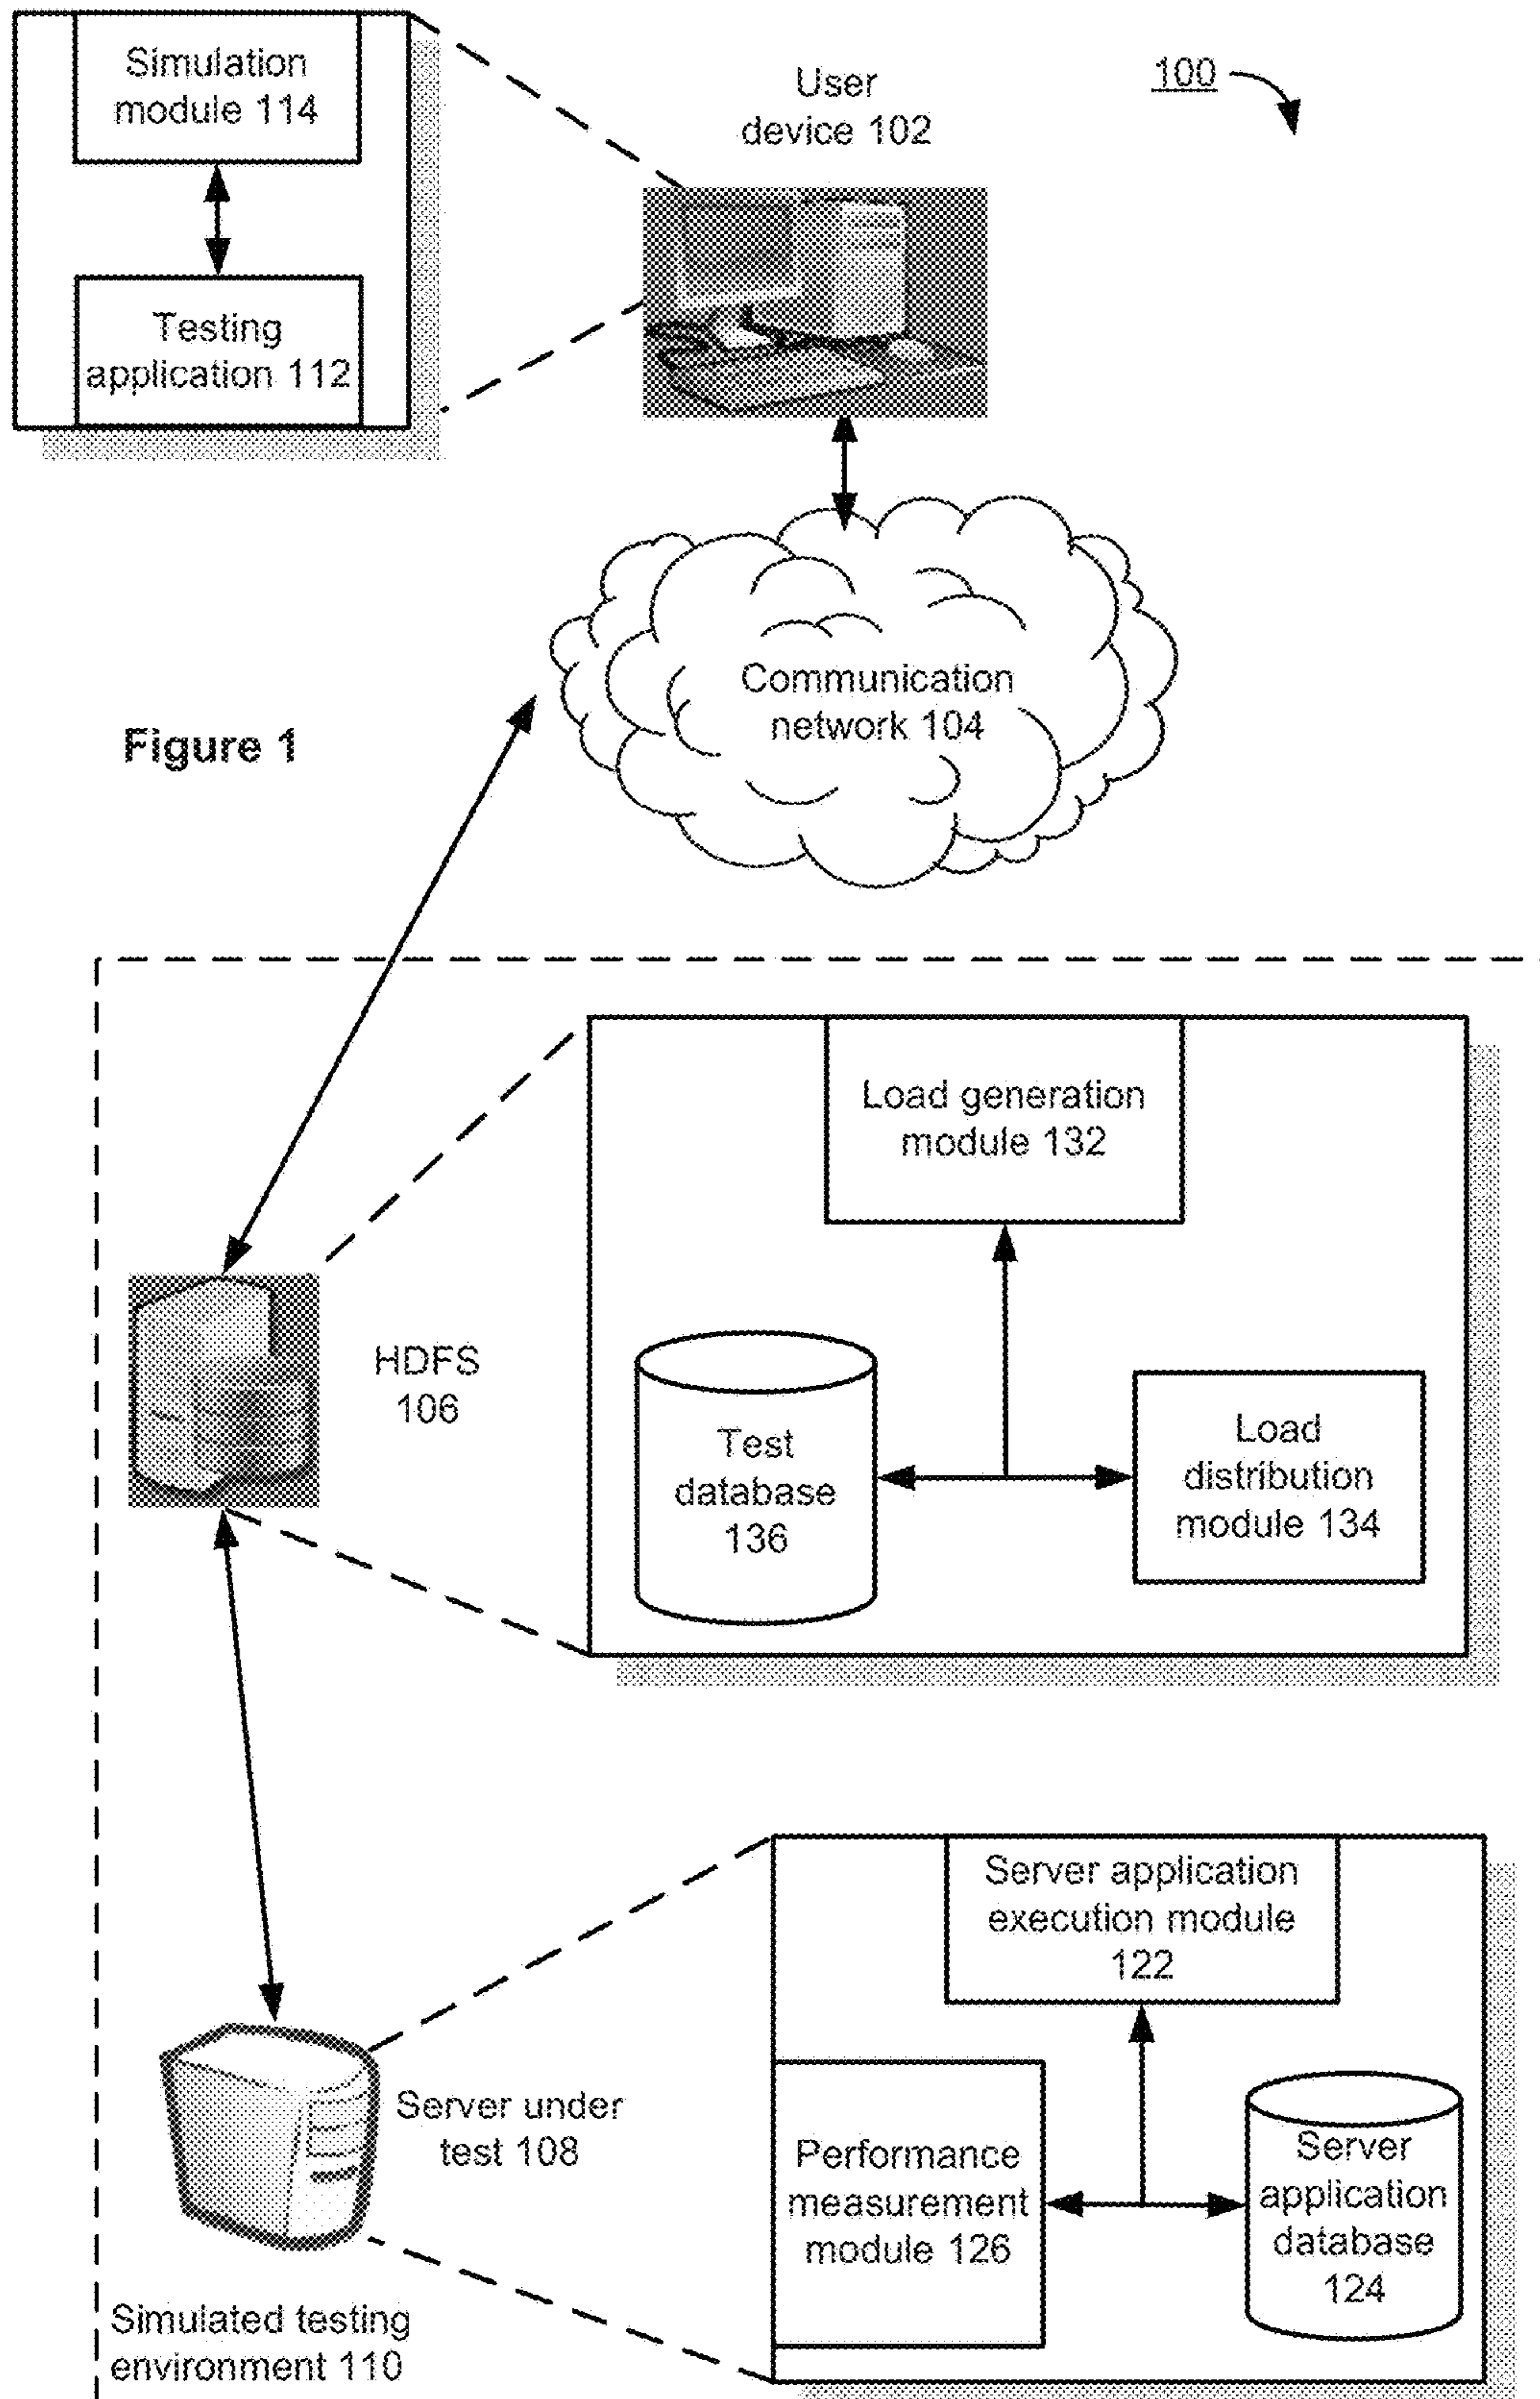 Simulation
module 114
Testing
application 112
User
device 102
100
Communication
network 104
Figure 1
Load generation
module 132
HDFS
106
Test
database
136
Load
distribution
module 134
Server application
execution module
122
Server under
test 108
Performance
measurement
module 126
Server
application
database
124
Simulated testing
environment 110